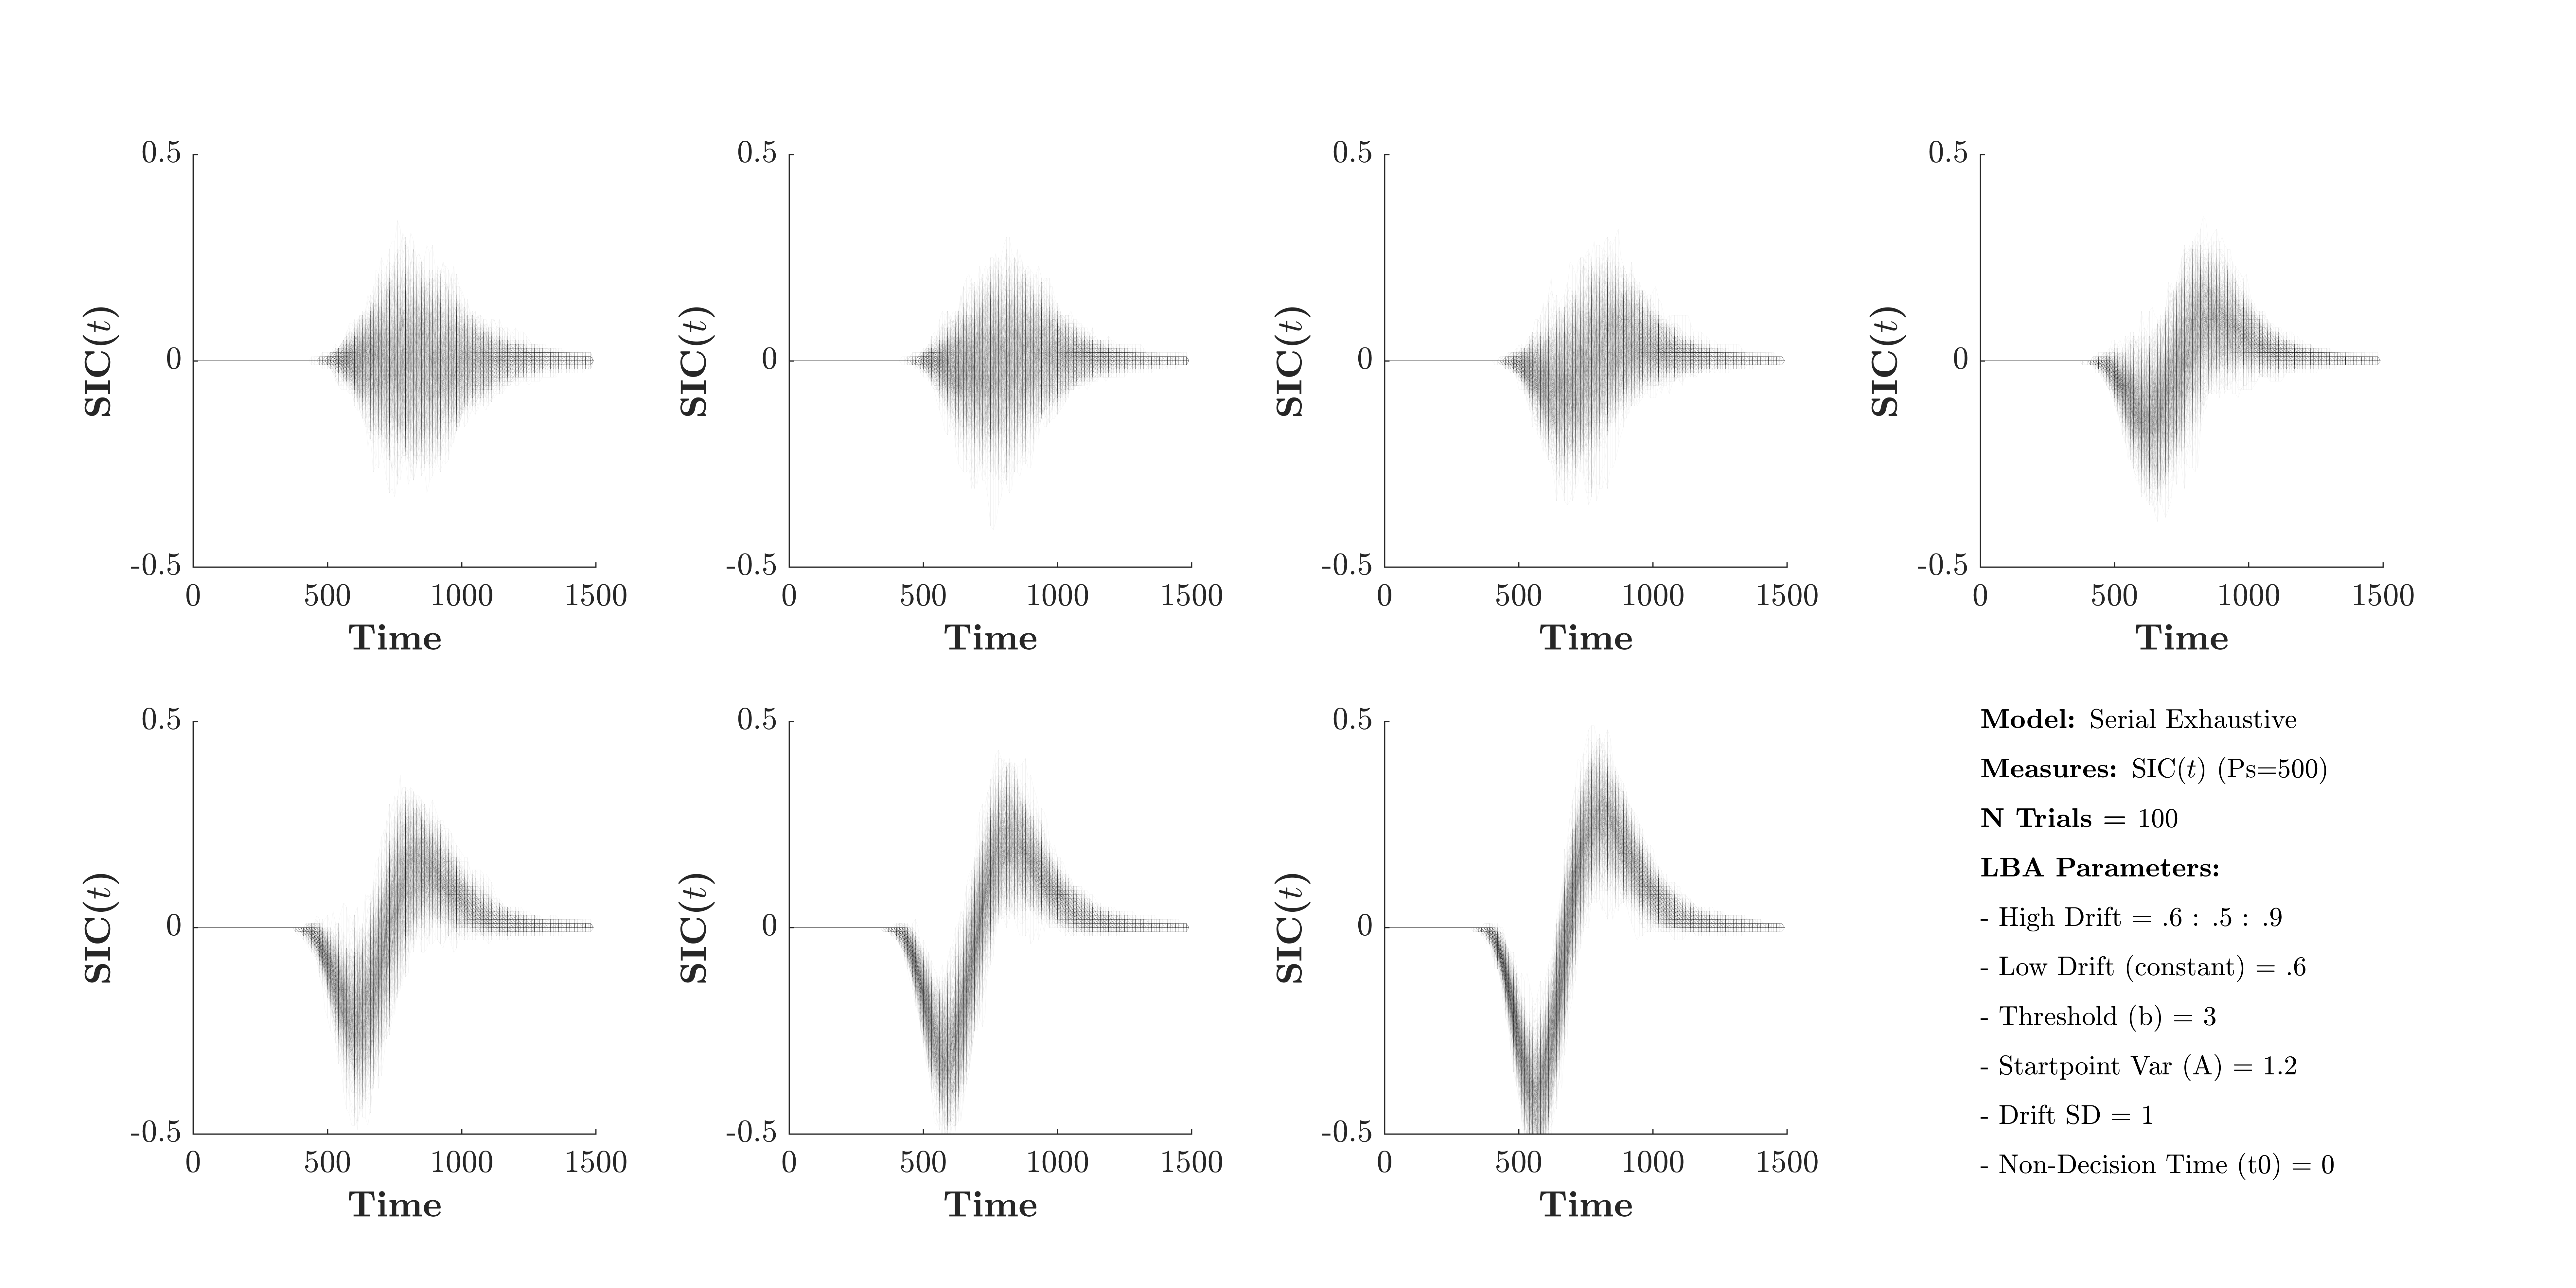 0.5
0
-0.5
SIC(t)
0 500 1000 1500
Time
0.5
0
-0.5
SIC(t)
0 500 1000 1500
Time
0.5
0
-0.5
SIC(t)
0 500 1000 1500
Time
0.5
0
-0.5
SIC(t)
0 500 1000 1500
Time
0.5
0
-0.5
SIC(t)
0 500 1000 1500
Time
0.5
0
-0.5
SIC(t)
0 500 1000 1500
Time
0.5
0
-0.5
SIC(t)
0 500 1000 1500
Time
Model: Serial Exhaustive
Measures: SIC(t) (Ps=500)
N Trials = 100
LBA Parameters:
- High Drift = .6 : .5 : .9
- Low Drift (constant) = .6
- Threshold (b) = 3
- Startpoint Var (A) = 1.2
- Drift SD = 1
- Non-Decision Time (t0) = 0